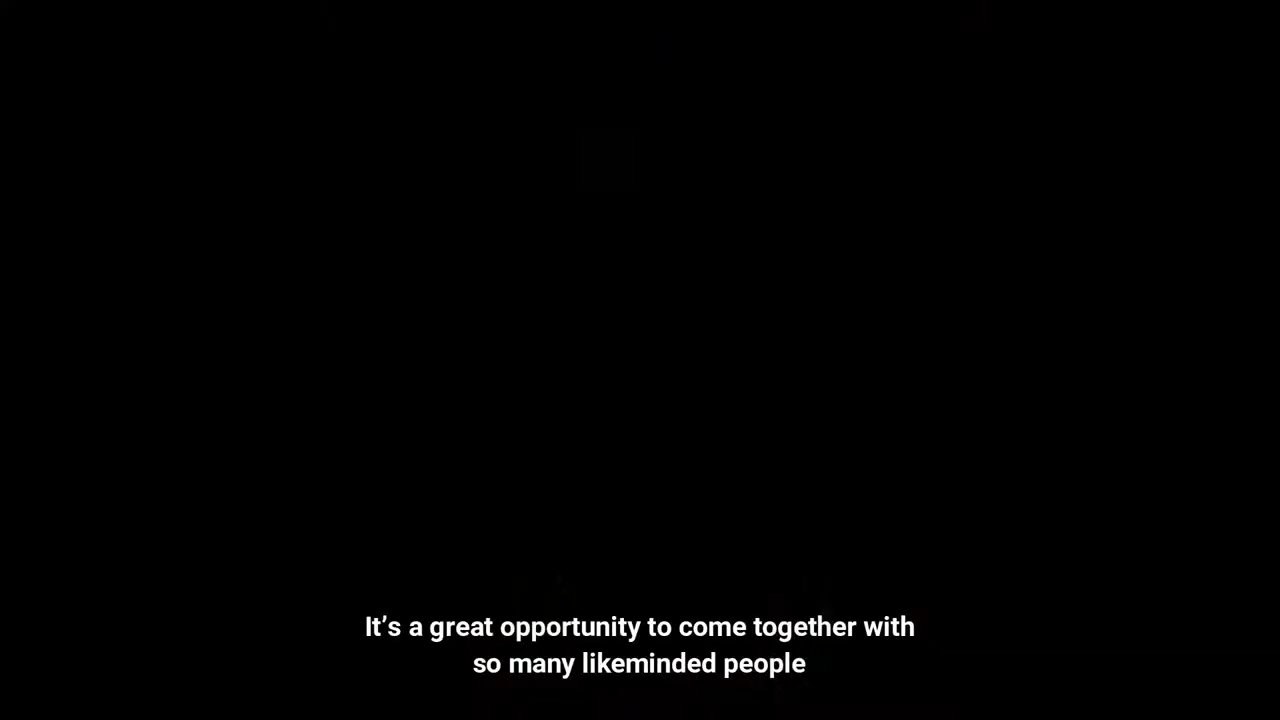 It’s a great opportunity to come together with
so many likeminded people